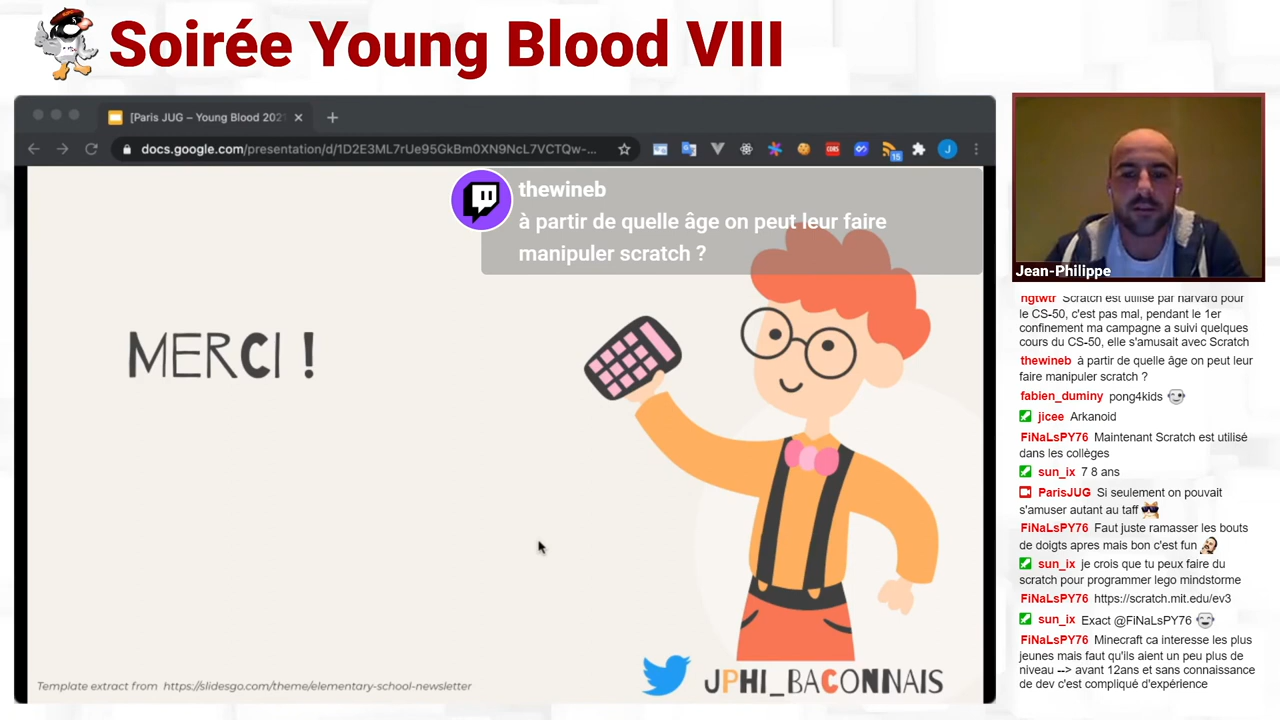 Soirée Young Blood VIII
[Paris JUG – Young Blood 2021
docs.google.com/presentation/d/1D2E3ML7rUe95GkBm0XN9NcL7VCTQw-...
CORS
15
J
thewineb
à partir de quelle âge on peut leur faire
manipuler scratch ?
MERCI !
Template extract from https://slidesgo.com/theme/elementary-school-newsletter
JPHI_BACONNAIS
Jean-Philippe
ngtwtr Scratch est utilisé par harvard pour
le CS-50, c'est pas mal, pendant le 1er
confinement ma campagne a suivi quelques
cours du CS-50, elle s'amusait avec Scratch
thewineb à partir de quelle âge on peut leur
faire manipuler scratch ?
fabien_duminy pong4kids
jicee Arkanoid
FiNaLsPY76 Maintenant Scratch est utilisé
dans les collèges
sun_ix 7 8 ans
ParisJUG Si seulement on pouvait
s'amuser autant au taff
FiNaLsPY76 Faut juste ramasser les bouts
de doigts apres mais bon c'est fun
sun_ix je crois que tu peux faire du
scratch pour programmer lego mindstorme
FiNaLsPY76 https://scratch.mit.edu/ev3
sun_ix Exact @FiNaLsPY76
FiNaLsPY76 Minecraft ca interesse les plus
jeunes mais faut qu'ils aient un peu plus de
niveau --> avant 12ans et sans connaissance
de dev c'est compliqué d'expérience